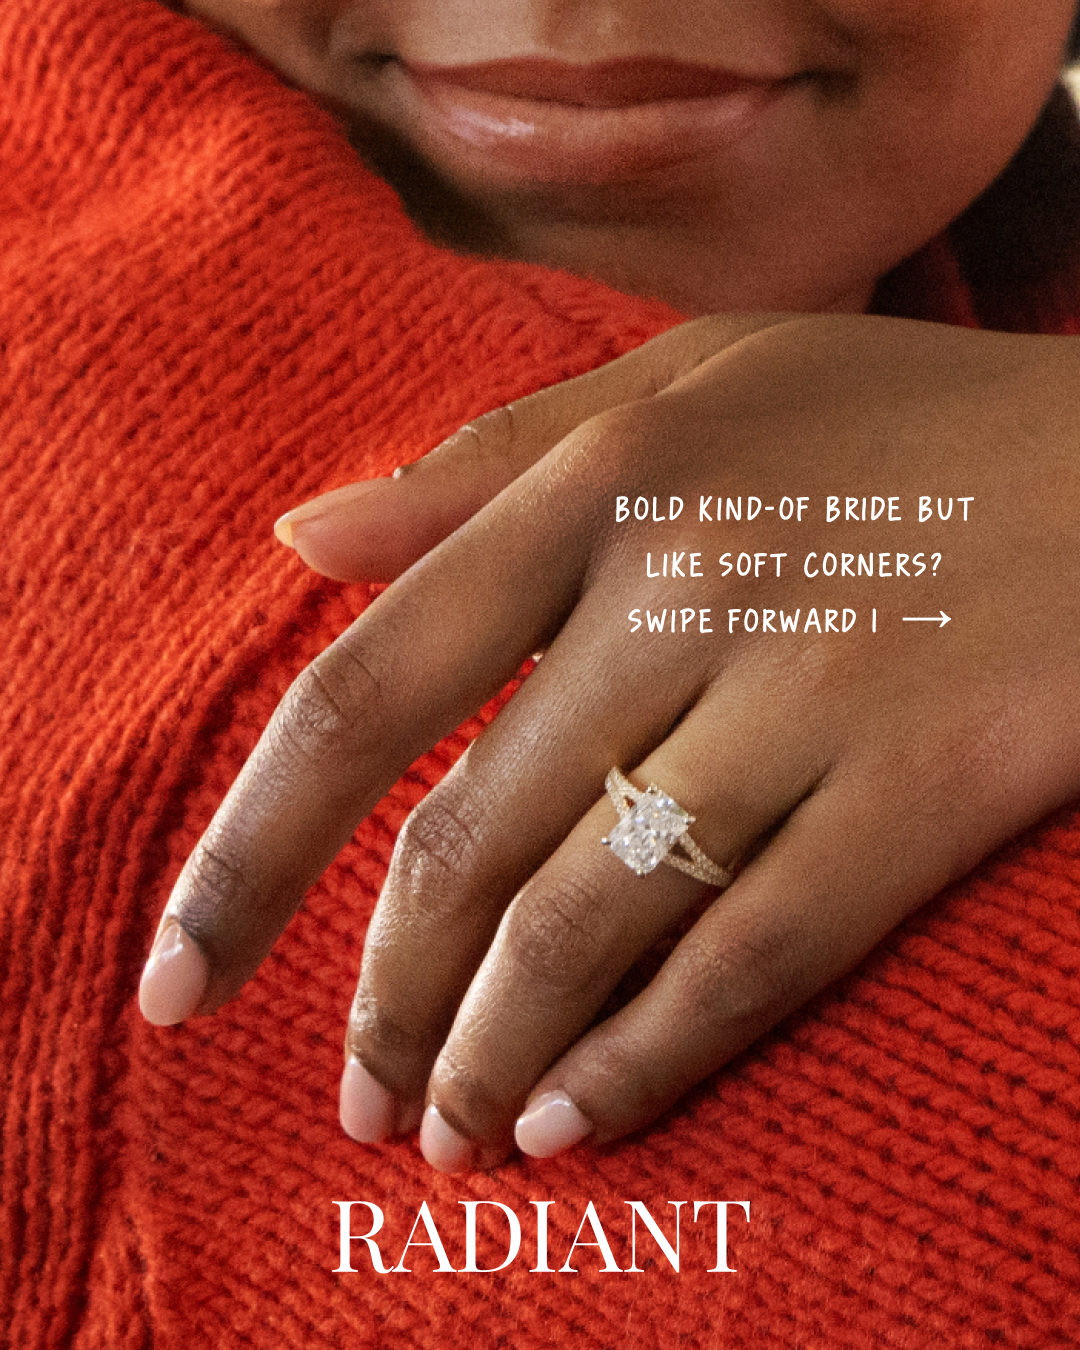 BOLD KIND-OF BRIDE BUT
LIKE SOFT CORNERS?
SWIPE FORWARD | →
RADIANT